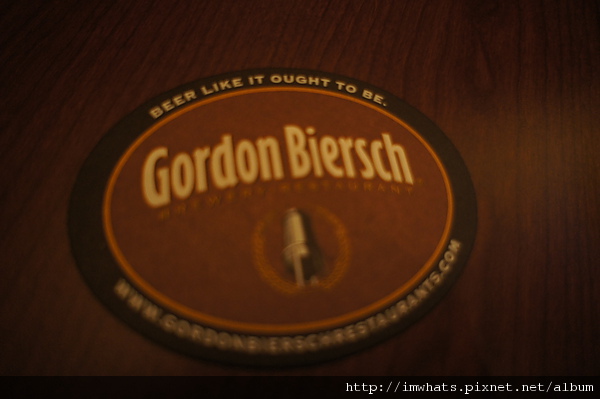 BEER LIKE IT OUGHT TO BE.
Gordon Biersch
BREWERY RESTAURANT
WWW.GORDONBIERSCHRESTAURANTS.COM
http://imwhats.pixnet.net/album